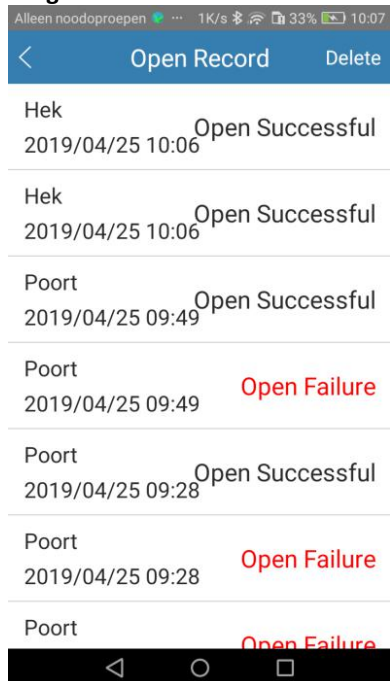 Alleen noodoproepen ... 1K/s 33% 10:07
Open Record Delete
Hek
2019/04/25 10:06 Open Successful
Hek
2019/04/25 10:06 Open Successful
Poort
2019/04/25 09:49 Open Successful
Poort
2019/04/25 09:49 Open Failure
Poort
2019/04/25 09:28 Open Successful
Poort
2019/04/25 09:28 Open Failure
Poort
Open Failure